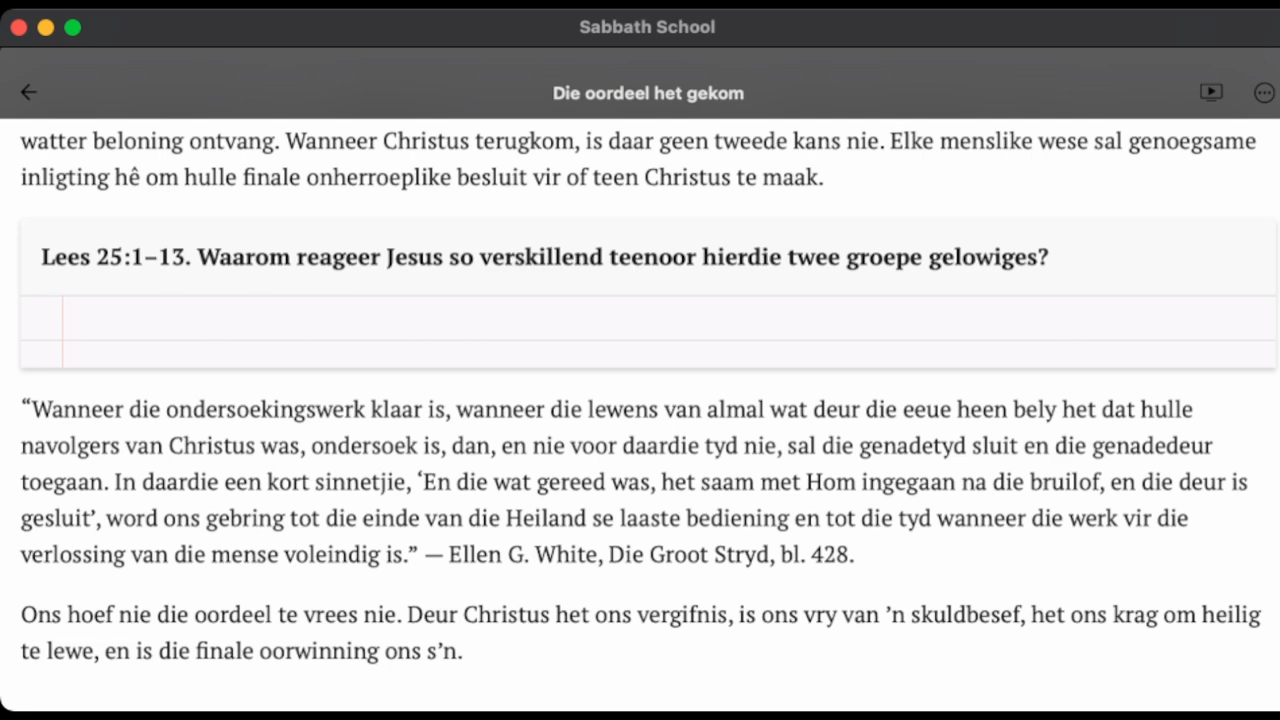 Sabbath School
Die oordeel het gekom
watter beloning ontvang. Wanneer Christus terugkom, is daar geen tweede kans nie. Elke menslike wese sal genoegsame
inligting hê om hulle finale onherroeplike besluit vir of teen Christus te maak.
Lees 25:1–13. Waarom reageer Jesus so verskillend teenoor hierdie twee groepe gelowiges?
“Wanneer die ondersoekingswerk klaar is, wanneer die lewens van almal wat deur die eeue heen bely het dat hulle
navolgers van Christus was, ondersoek is, dan, en nie voor daardie tyd nie, sal die genadetyd sluit en die genadedeur
toegaan. In daardie een kort sinnetjie, ‘En die wat gereed was, het saam met Hom ingegaan na die bruilof, en die deur is
gesluit’, word ons gebring tot die einde van die Heiland se laaste bediening en tot die tyd wanneer die werk vir die
verlossing van die mense voleindig is.” — Ellen G. White, Die Groot Stryd, bl. 428.
Ons hoef nie die oordeel te vrees nie. Deur Christus het ons vergifnis, is ons vry van ’n skuldbesef, het ons krag om heilig
te lewe, en is die finale oorwinning ons s’n.